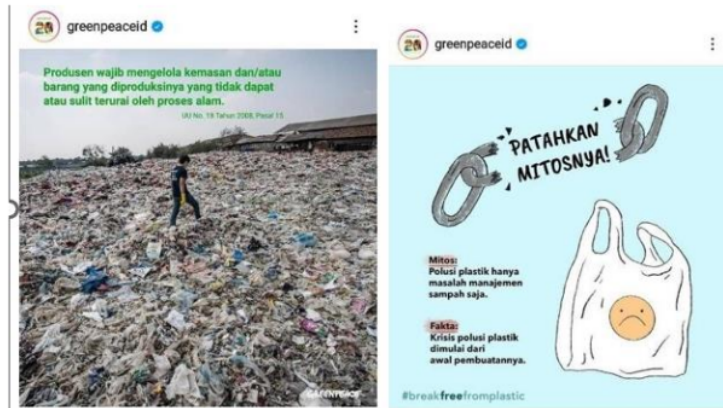 greenpeaceid
Produsen wajib mengelola kemasan dan/atau
barang yang diproduksinya yang tidak dapat
atau sulit terurai oleh proses alam.
UU No. 18 Tahun 2008, Pasal 15
GREENPEACE
greenpeaceid
PATAHKAN
MITOSNYA!
Mitos:
Polusi plastik hanya
masalah manajemen
sampah saja.
Fakta:
Krisis polusi plastik
dimulai dari
awal pembuatannya.
#breakfreefromplastic